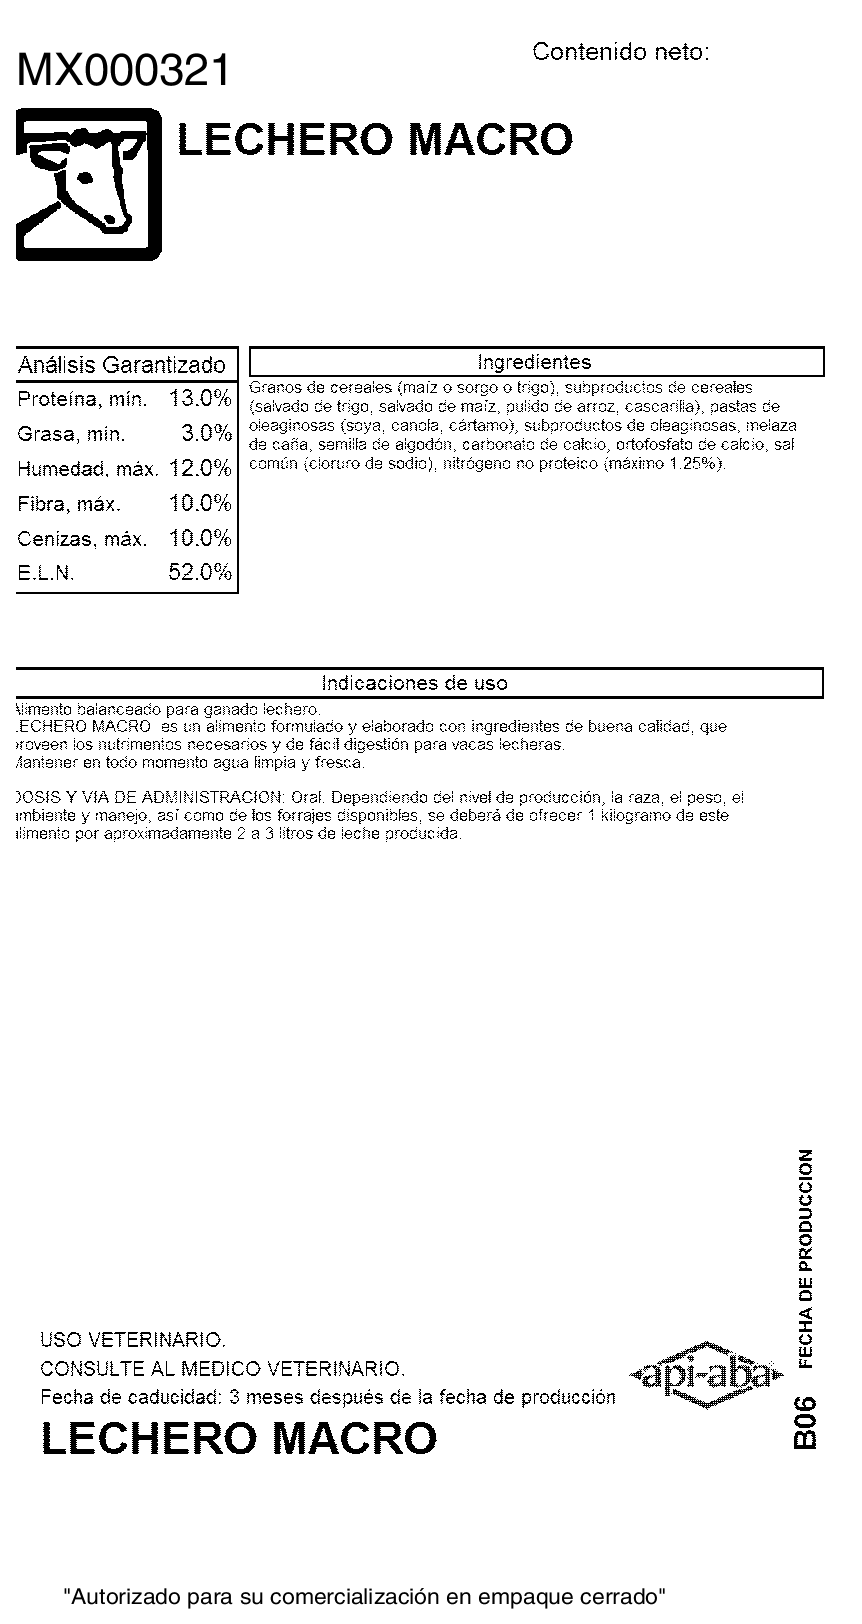 Contenido neto:
MX000321
LECHERO MACRO
Análisis Garantizado
Proteína, mín. 13.0%
Grasa, mín. 3.0%
Humedad, máx. 12.0%
Fibra, máx. 10.0%
Cenizas, máx. 10.0%
E.L.N. 52.0%
Ingredientes
Granos de cereales (maíz o sorgo o trigo), subproductos de cereales
(salvado de trigo, salvado de maíz, pulido de arroz, cascarilla), pastas de
oleaginosas (soya, canola, cártamo), subproductos de oleaginosas, melaza
de caña, semilla de algodón, carbonato de calcio, ortofosfato de calcio, sal
común (cloruro de sodio), nitrógeno no proteico (máximo 1.25%).
Indicaciones de uso
Alimento balanceado para ganado lechero.
LECHERO MACRO es un alimento formulado y elaborado con ingredientes de buena calidad, que
proveen los nutrimentos necesarios y de fácil digestión para vacas lecheras.
Mantener en todo momento agua limpia y fresca.
DOSIS Y VIA DE ADMINISTRACION: Oral. Dependiendo del nivel de producción, la raza, el peso, el
ambiente y manejo, así como de los forrajes disponibles, se deberá de ofrecer 1 kilogramo de este
alimento por aproximadamente 2 a 3 litros de leche producida.
USO VETERINARIO.
CONSULTE AL MEDICO VETERINARIO.
Fecha de caducidad: 3 meses después de la fecha de producción
LECHERO MACRO
api-aba
B06 FECHA DE PRODUCCION
"Autorizado para su comercialización en empaque cerrado"